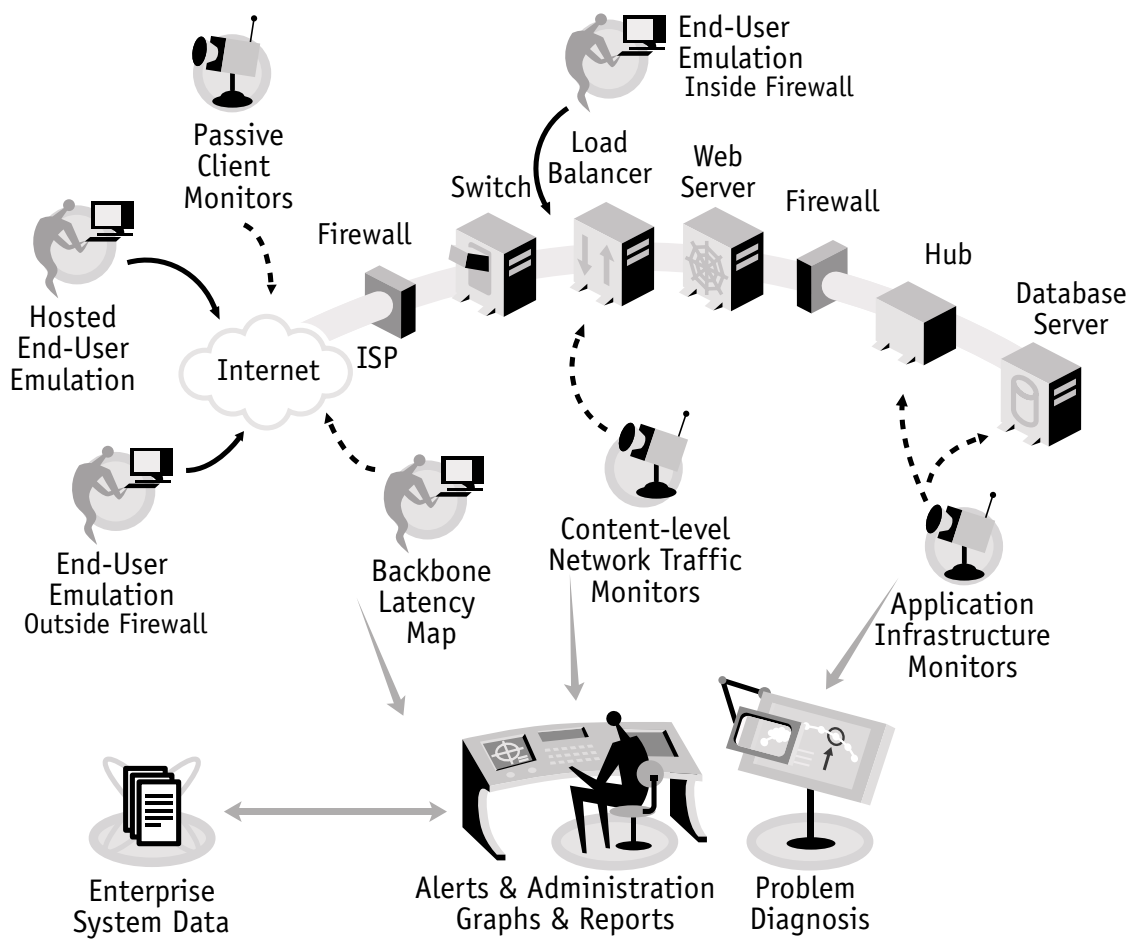 End-User
Emulation
Inside Firewall
Passive
Client
Monitors
Load
Balancer
Web
Server
Switch
Firewall
Firewall
Hub
Database
Server
Hosted
End-User
Emulation
Internet
ISP
End-User
Emulation
Outside Firewall
Backbone
Latency
Map
Content-level
Network Traffic
Monitors
Application
Infrastructure
Monitors
Enterprise
System Data
Alerts & Administration
Graphs & Reports
Problem
Diagnosis